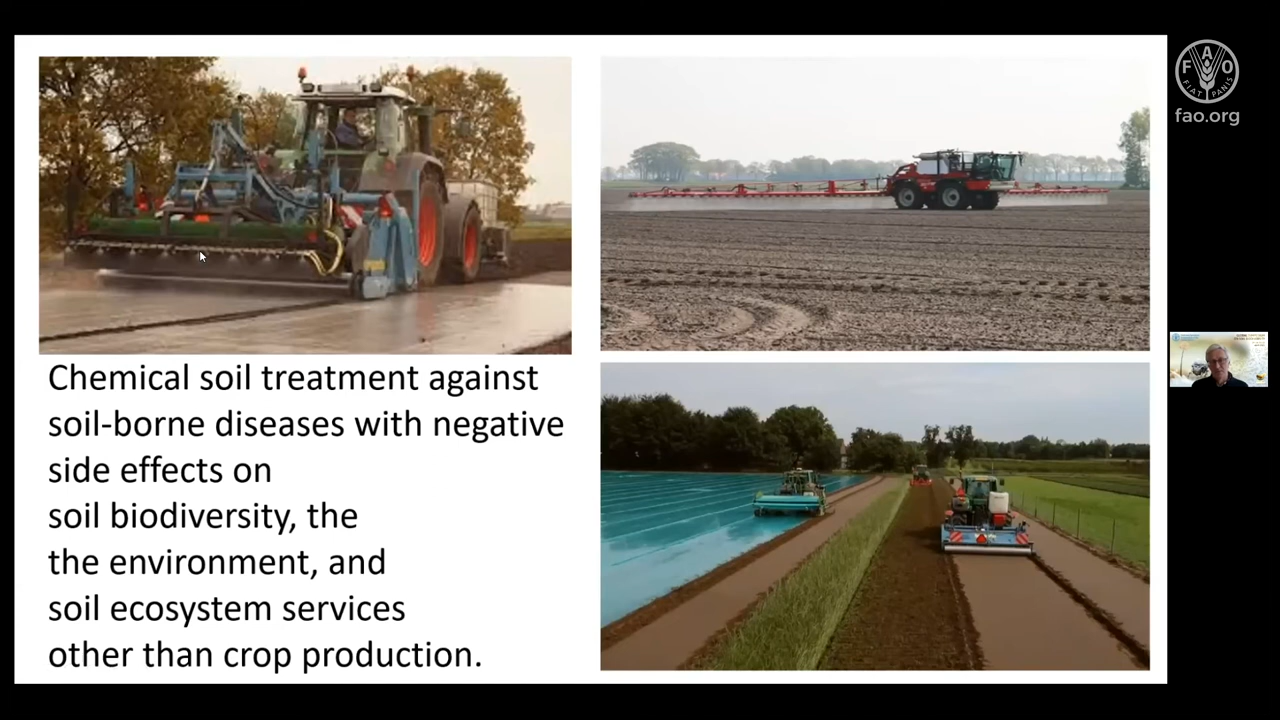 Chemical soil treatment against
soil-borne diseases with negative
side effects on
soil biodiversity, the
the environment, and
soil ecosystem services
other than crop production.
F A O
FIAT PANIS
fao.org